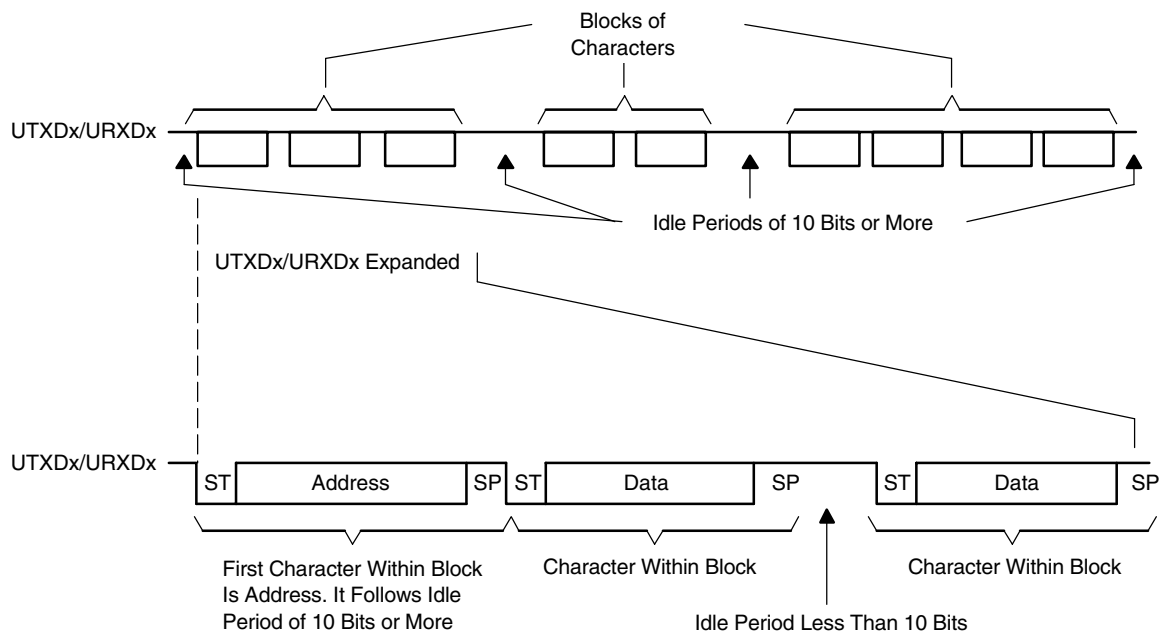 Blocks of
Characters
UTXDx/URXDx
Idle Periods of 10 Bits or More
UTXDx/URXDx Expanded
UTXDx/URXDx
ST
Address
SP
ST
Data
SP
ST
Data
SP
First Character Within Block
Is Address. It Follows Idle
Period of 10 Bits or More
Character Within Block
Character Within Block
Idle Period Less Than 10 Bits